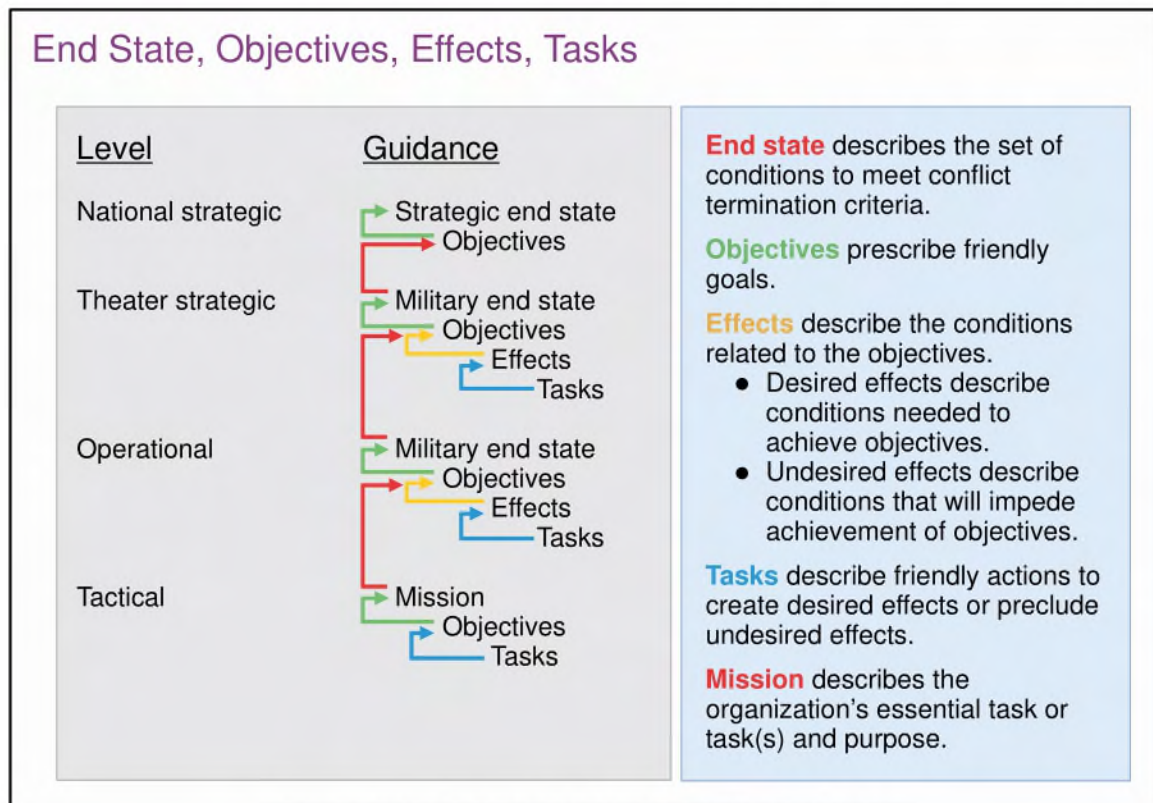 End State, Objectives, Effects, Tasks
Level
Guidance
National strategic
Strategic end state
Objectives
Theater strategic
Military end state
Objectives
Effects
Tasks
Operational
Military end state
Objectives
Effects
Tasks
Tactical
Mission
Objectives
Tasks
End state describes the set of
conditions to meet conflict
termination criteria.
Objectives prescribe friendly
goals.
Effects describe the conditions
related to the objectives.
● Desired effects describe
conditions needed to
achieve objectives.
● Undesired effects describe
conditions that will impede
achievement of objectives.
Tasks describe friendly actions to
create desired effects or preclude
undesired effects.
Mission describes the
organization's essential task or
task(s) and purpose.